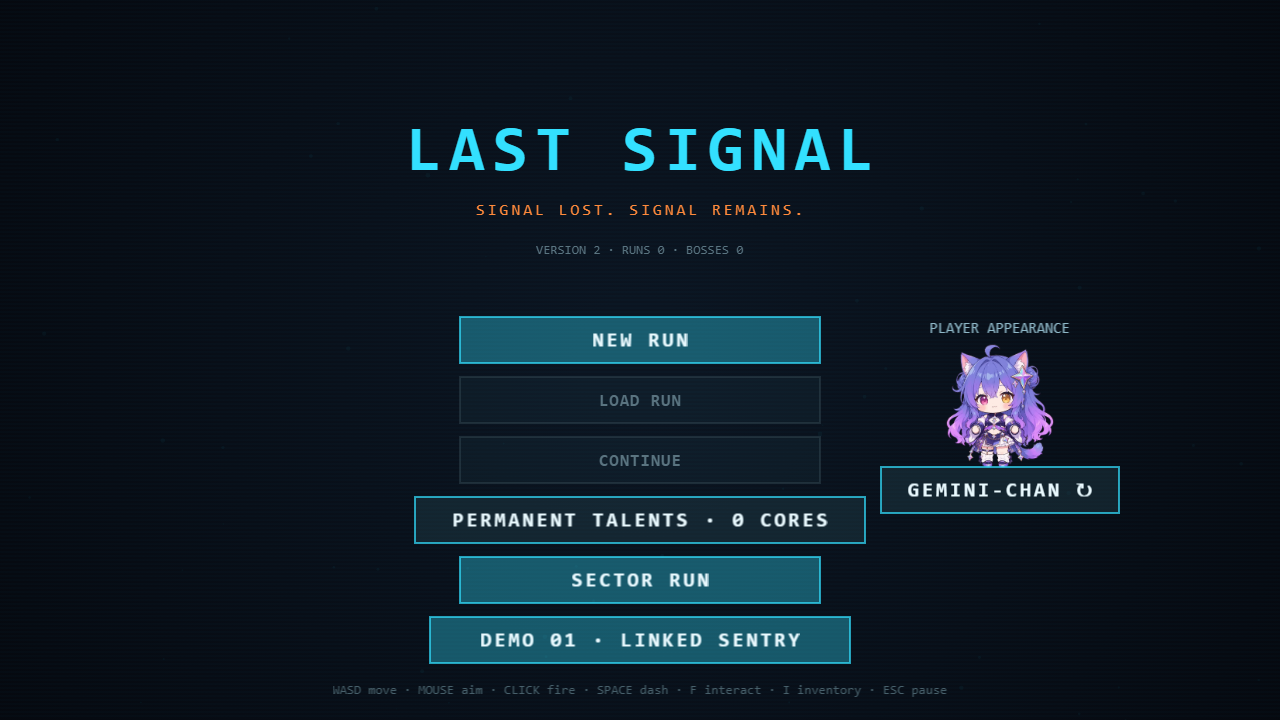 LAST SIGNAL
SIGNAL LOST. SIGNAL REMAINS.
VERSION 2 · RUNS 0 · BOSSES 0
NEW RUN
LOAD RUN
CONTINUE
PERMANENT TALENTS · 0 CORES
SECTOR RUN
DEMO 01 · LINKED SENTRY
PLAYER APPEARANCE
GEMINI-CHAN ↻
WASD move · MOUSE aim · CLICK fire · SPACE dash · F interact · I inventory · ESC pause